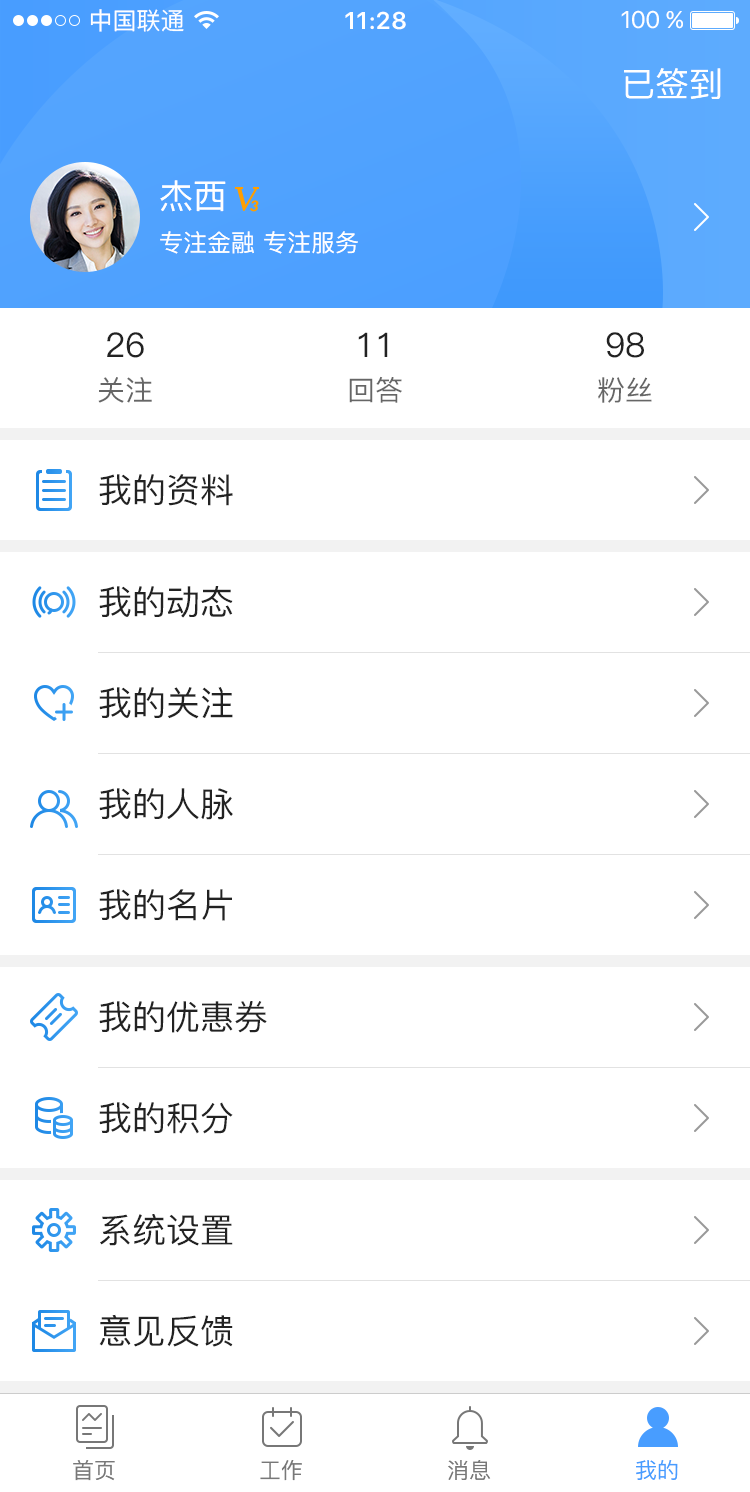 中国联通 11:28 100 %
已签到
杰西 V3
专注金融 专注服务
26 11 98
关注 回答 粉丝
我的资料
我的动态
我的关注
我的人脉
我的名片
我的优惠券
我的积分
系统设置
意见反馈
首页 工作 消息 我的